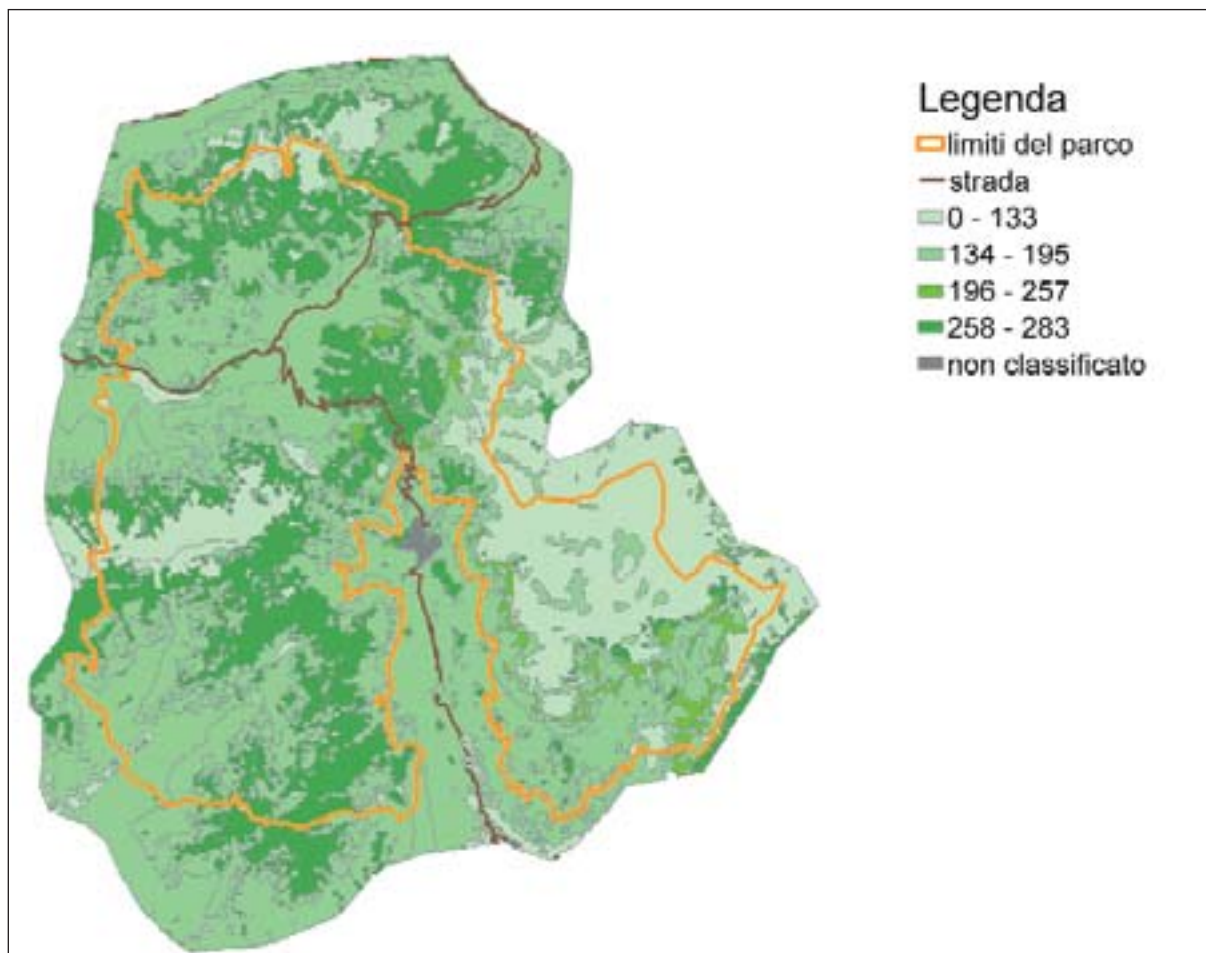 Legenda
limiti del parco
strada
0 - 133
134 - 195
196 - 257
258 - 283
non classificato